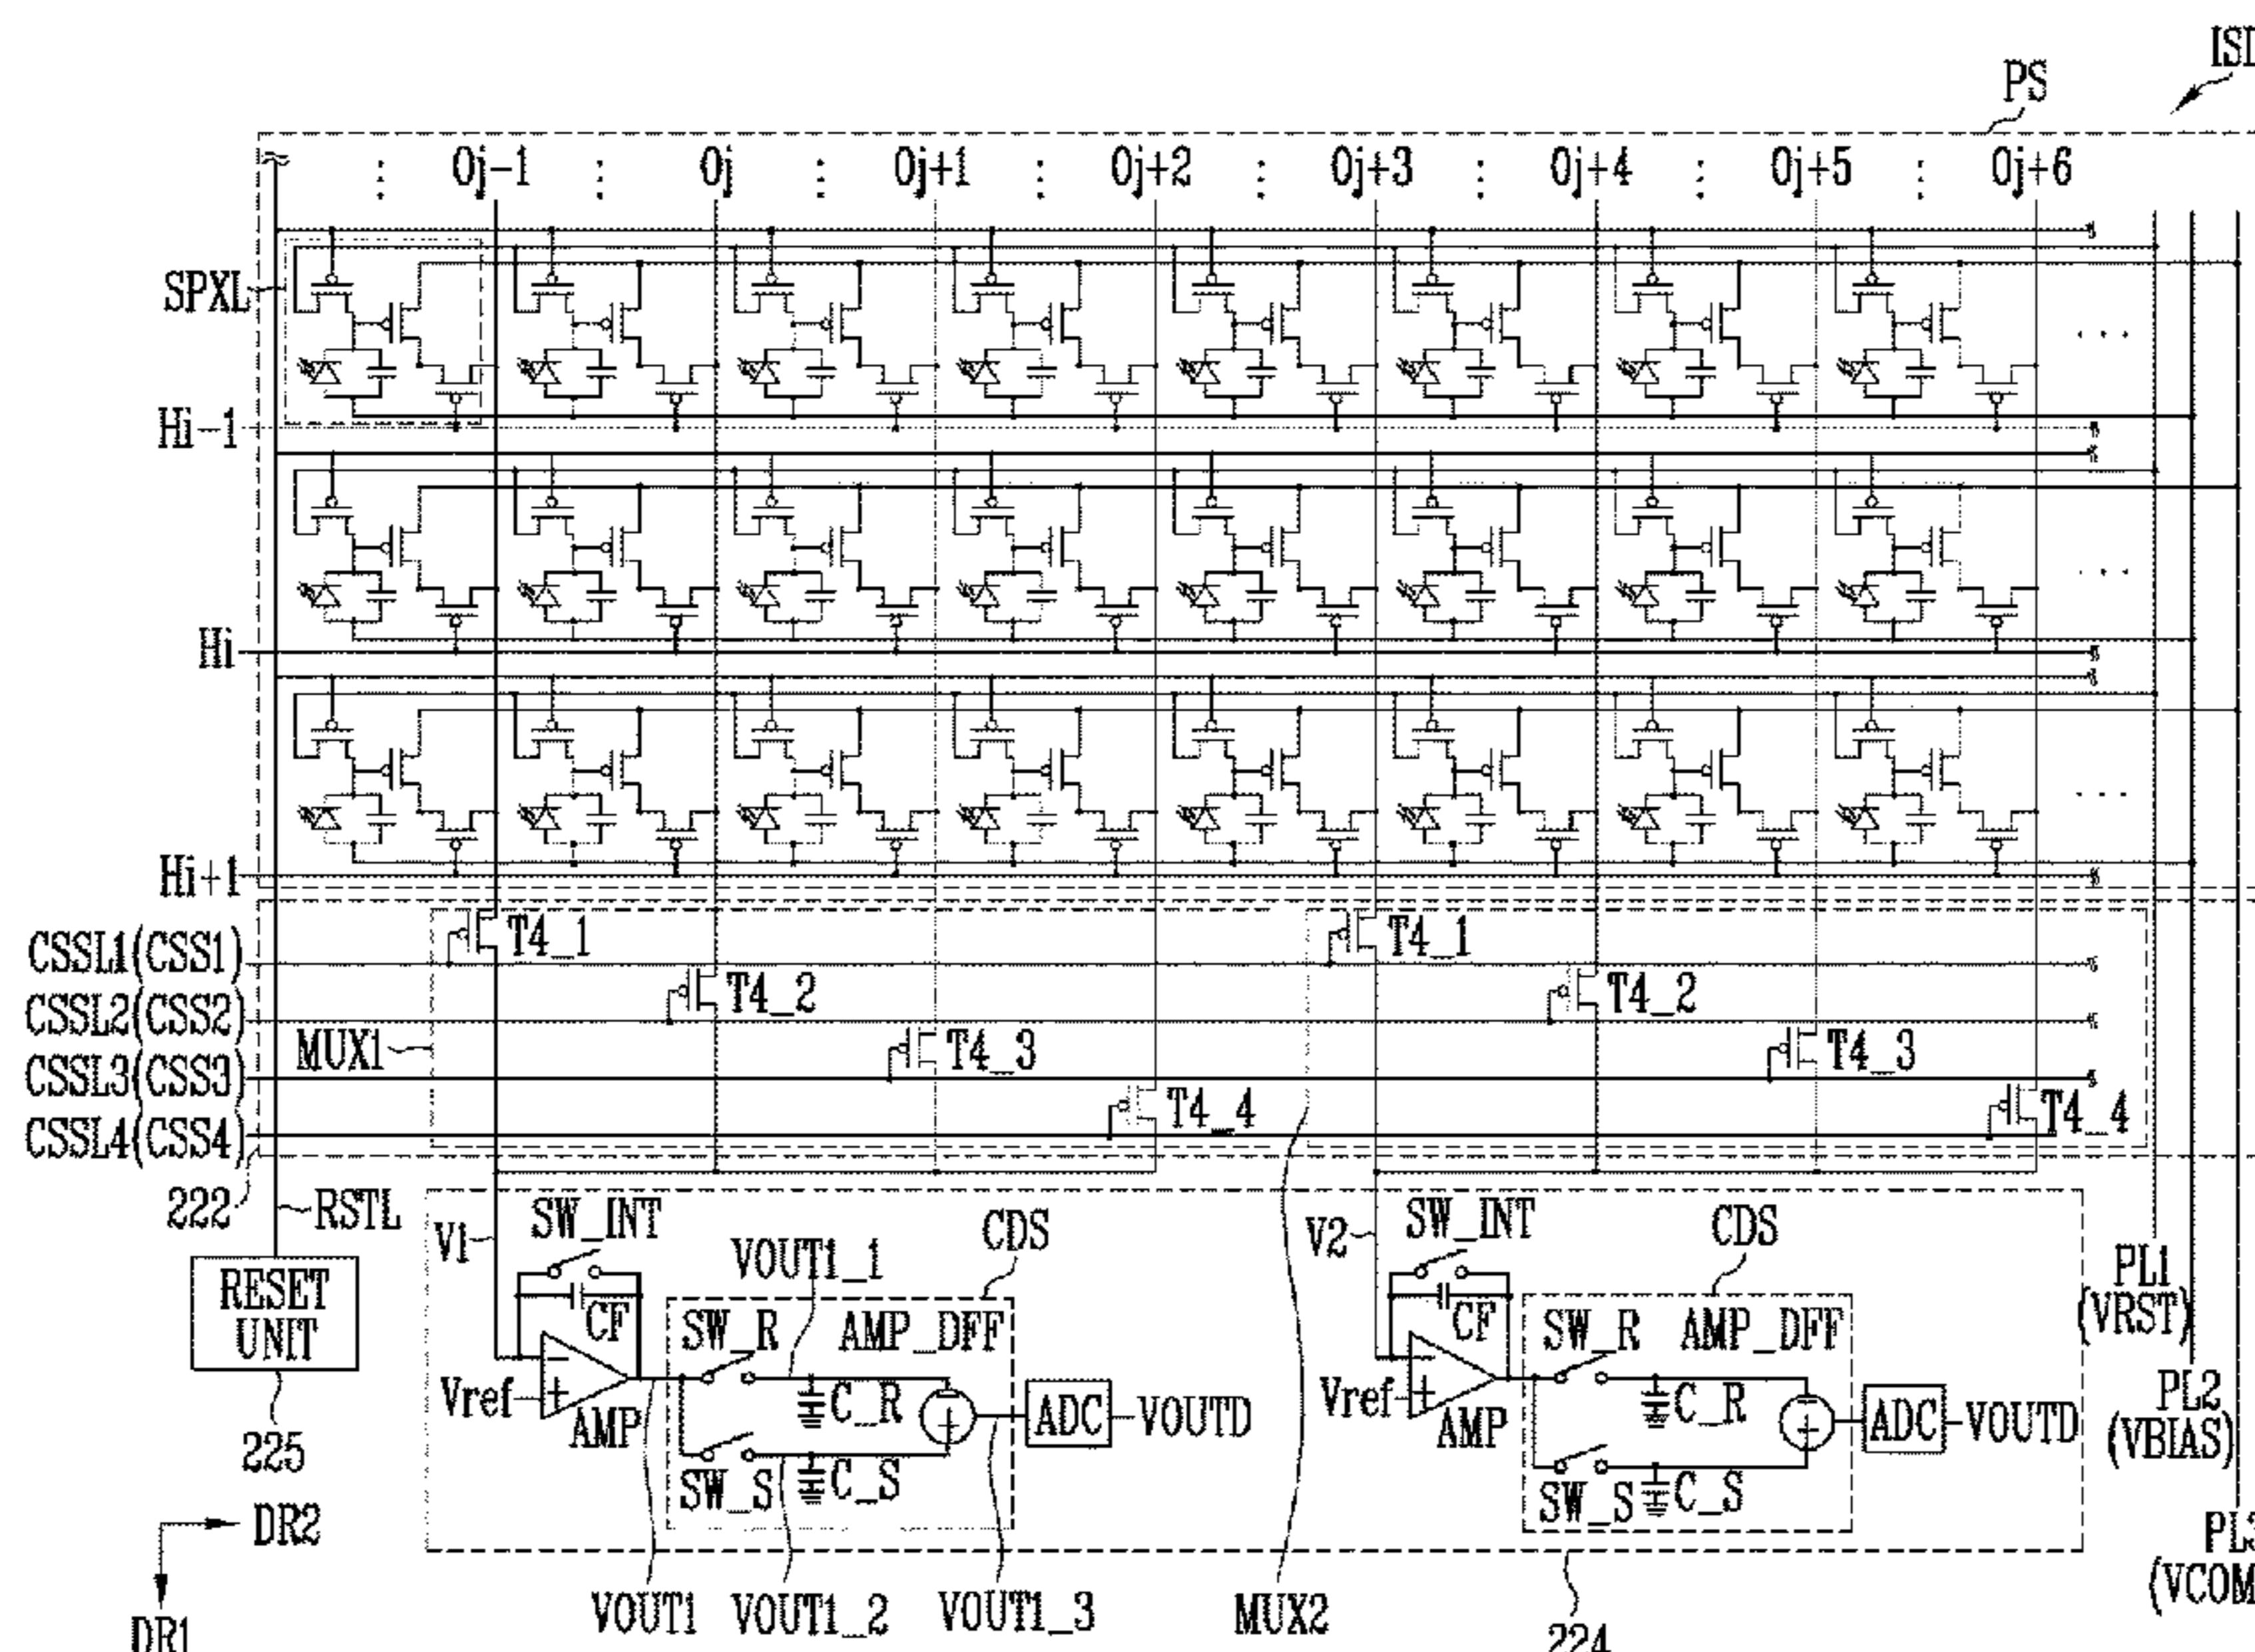 ISD
PS
Oj-1 Oj Oj+1 Oj+2 Oj+3 Oj+4 Oj+5 Oj+6
SPXL
Hi-1
Hi
Hi+1
CSSL1(CSS1) T4_1 T4_1
CSSL2(CSS2) T4_2 T4_2
MUX1 T4_3 T4_3
CSSL3(CSS3)
T4_4 T4_4
CSSL4(CSS4)
222 RSTL
V1 SW_INT CDS V2 SW_INT CDS
VOUT1_1
PL1
(VRST)
RESET
UNIT
CF SW_R AMP_DFF CF SW_R AMP_DFF
Vref AMP C_R ADC VOUTD Vref AMP C_R ADC VOUTD
PL2
(VBIAS)
225
SW_S C_S SW_S C_S
DR2
PL3
(VCOM
VOUT1 VOUT1_2 VOUT1_3 MUX2
224
DR1